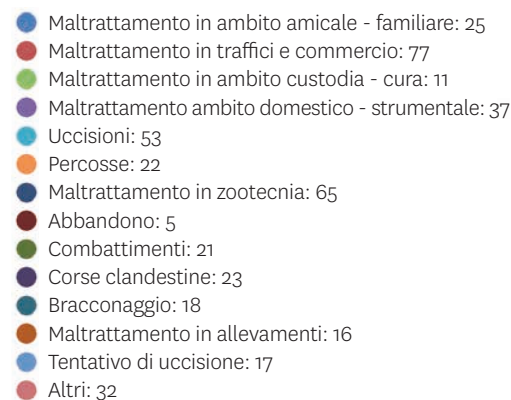 Maltrattamento in ambito amicale - familiare: 25
Maltrattamento in traffici e commercio: 77
Maltrattamento in ambito custodia - cura: 11
Maltrattamento ambito domestico - strumentale: 37
Uccisioni: 53
Percosse: 22
Maltrattamento in zootecnia: 65
Abbandono: 5
Combattimenti: 21
Corse clandestine: 23
Bracconaggio: 18
Maltrattamento in allevamenti: 16
Tentativo di uccisione: 17
Altri: 32